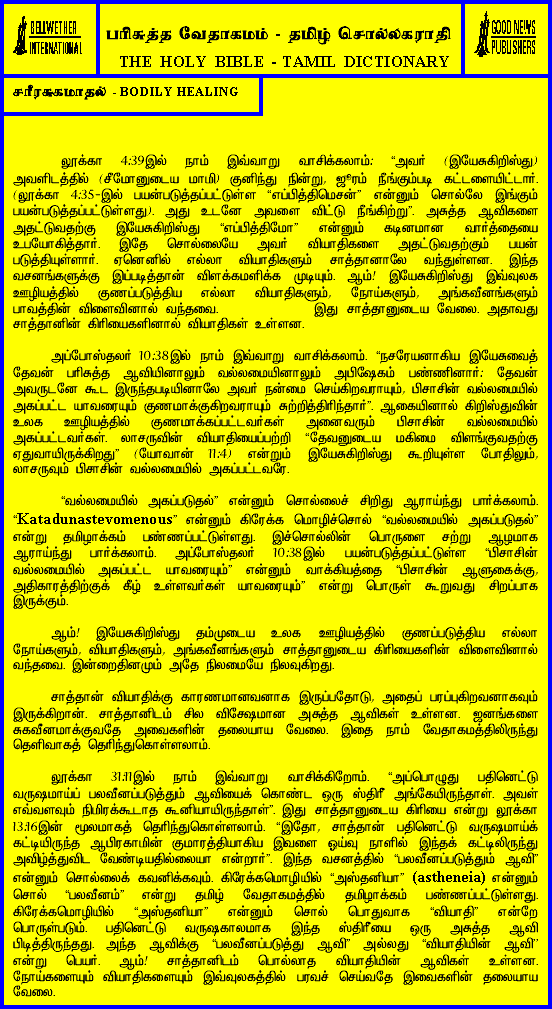 BELLWETHER
INTERNATIONAL
பரிசுத்த வேதாகமம் - தமிழ் சொல்லகராதி
THE HOLY BIBLE - TAMIL DICTIONARY
GOOD NEWS
PUBLISHERS
சரீரசுகமாதல் - BODILY HEALING
லூக்கா 4:39இல் நாம் இவ்வாறு வாசிக்கலாம்: “அவர் (இயேசுகிறிஸ்து)
அவளிடத்தில் (சீமோனுடைய மாமி) குனிந்து நின்று, ஜுரம் நீங்கும்படி கட்டளையிட்டார்.
(லூக்கா 4:35-இல் பயன்படுத்தப்பட்டுள்ள “எப்பித்திமெசன்” என்னும் சொல்லே இங்கும்
பயன்படுத்தப்பட்டுள்ளது). அது உடனே அவளை விட்டு நீங்கிற்று”. அசுத்த ஆவிகளை
அதட்டுவதற்கு இயேசுகிறிஸ்து “எப்பித்திமோ” என்னும் கடினமான வார்த்தையை
உபயோகித்தார். இதே சொல்லையே அவர் வியாதிகளை அதட்டுவதற்கும் பயன்
படுத்தியுள்ளார். ஏனெனில் எல்லா வியாதிகளும் சாத்தானாலே வந்துள்ளன. இந்த
வசனங்களுக்கு இப்படித்தான் விளக்கமளிக்க முடியும். ஆம்! இயேசுகிறிஸ்து இவ்வுலக
ஊழியத்தில் குணப்படுத்திய எல்லா வியாதிகளும், நோய்களும், அங்கவீனங்களும்
பாவத்தின் விளைவினால் வந்தவை. இது சாத்தானுடைய வேலை. அதாவது
சாத்தானின் கிரியைகளினால் வியாதிகள் உள்ளன.
அப்போஸ்தலர் 10:38இல் நாம் இவ்வாறு வாசிக்கலாம். “நசரேயனாகிய இயேசுவைத்
தேவன் பரிசுத்த ஆவியினாலும் வல்லமையினாலும் அபிஷேகம் பண்ணினார்; தேவன்
அவருடனே கூட இருந்தபடியினாலே அவர் நன்மை செய்கிறவராயும், பிசாசின் வல்லமையில்
அகப்பட்ட யாவரையும் குணமாக்குகிறவராயும் சுற்றித்திரிந்தார்”. ஆகையினால் கிறிஸ்துவின்
உலக ஊழியத்தில் குணமாக்கப்பட்டவர்கள் அனைவரும் பிசாசின் வல்லமையில்
அகப்பட்டவர்கள். லாசருவின் வியாதியைப்பற்றி “தேவனுடைய மகிமை விளங்குவதற்கு
ஏதுவாயிருக்கிறது” (யோவான் 11:4) என்றும் இயேசுகிறிஸ்து கூறியுள்ள போதிலும்,
லாசருவும் பிசாசின் வல்லமையில் அகப்பட்டவரே.
“வல்லமையில் அகப்படுதல்” என்னும் சொல்லைச் சிறிது ஆராய்ந்து பார்க்கலாம்.
“Katadunastevomenous” என்னும் கிரேக்க மொழிச்சொல் “வல்லமையில் அகப்படுதல்”
என்று தமிழாக்கம் பண்ணப்பட்டுள்ளது. இச்சொல்லின் பொருளை சற்று ஆழமாக
ஆராய்ந்து பார்க்கலாம். அப்போஸ்தலர் 10:38இல் பயன்படுத்தப்பட்டுள்ள “பிசாசின்
வல்லமையில் அகப்பட்ட யாவரையும்” என்னும் வாக்கியத்தை “பிசாசின் ஆளுகைக்கு,
அதிகாரத்திற்குக் கீழ் உள்ளவர்கள் யாவரையும்” என்று பொருள் கூறுவது சிறப்பாக
இருக்கும்.
ஆம்! இயேசுகிறிஸ்து தம்முடைய உலக ஊழியத்தில் குணப்படுத்திய எல்லா
நோய்களும், வியாதிகளும், அங்கவீனங்களும் சாத்தானுடைய கிரியைகளின் விளைவினால்
வந்தவை. இன்றைதினமும் அதே நிலமையே நிலவுகிறது.
சாத்தான் வியாதிக்கு காரணமானவனாக இருப்பதோடு, அதைப் பரப்புகிறவனாகவும்
இருக்கிறான். சாத்தானிடம் சில விசேஷமான அசுத்த ஆவிகள் உள்ளன. ஜனங்களை
சுகவீனமாக்குவதே அவைகளின் தலையாய வேலை. இதை நாம் வேதாகமத்திலிருந்து
தெளிவாகத் தெரிந்துகொள்ளலாம்.
லூக்கா 31:11இல் நாம் இவ்வாறு வாசிக்கிறோம். “அப்பொழுது பதினெட்டு
வருஷமாய்ப் பலவீனப்படுத்தும் ஆவியைக் கொண்ட ஒரு ஸ்திரீ அங்கேயிருந்தாள். அவள்
எவ்வளவும் நிமிரக்கூடாத கூனியாயிருந்தாள்”. இது சாத்தானுடைய கிரியை என்று லூக்கா
13:16இன் மூலமாகத் தெரிந்துகொள்ளலாம். “இதோ, சாத்தான் பதினெட்டு வருஷமாய்க்
கட்டியிருந்த ஆபிரகாமின் குமாரத்தியாகிய இவளை ஓய்வு நாளில் இந்தக் கட்டிலிருந்து
அவிழ்த்துவிட வேண்டியதில்லையா என்றார்”. இந்த வசனத்தில் “பலவீனப்படுத்தும் ஆவி”
என்னும் சொல்லைக் கவனிக்கவும். கிரேக்கமொழியில் “அஸ்தனியா” (astheneia) என்னும்
சொல் “பலவீனம்” என்று தமிழ் வேதாகமத்தில் தமிழாக்கம் பண்ணப்பட்டுள்ளது.
கிரேக்கமொழியில் “அஸ்தனியா” என்னும் சொல் பொதுவாக “வியாதி” என்றே
பொருள்படும். பதினெட்டு வருஷகாலமாக இந்த ஸ்திரீயை ஒரு அசுத்த ஆவி
பிடித்திருந்தது. அந்த ஆவிக்கு “பலவீனப்படுத்து ஆவி” அல்லது “வியாதியின் ஆவி”
என்று பெயர். ஆம்! சாத்தானிடம் பொல்லாத வியாதியின் ஆவிகள் உள்ளன.
நோய்களையும் வியாதிகளையும் இவ்வுலகத்தில் பரவச் செய்வதே இவைகளின் தலையாய
வேலை.